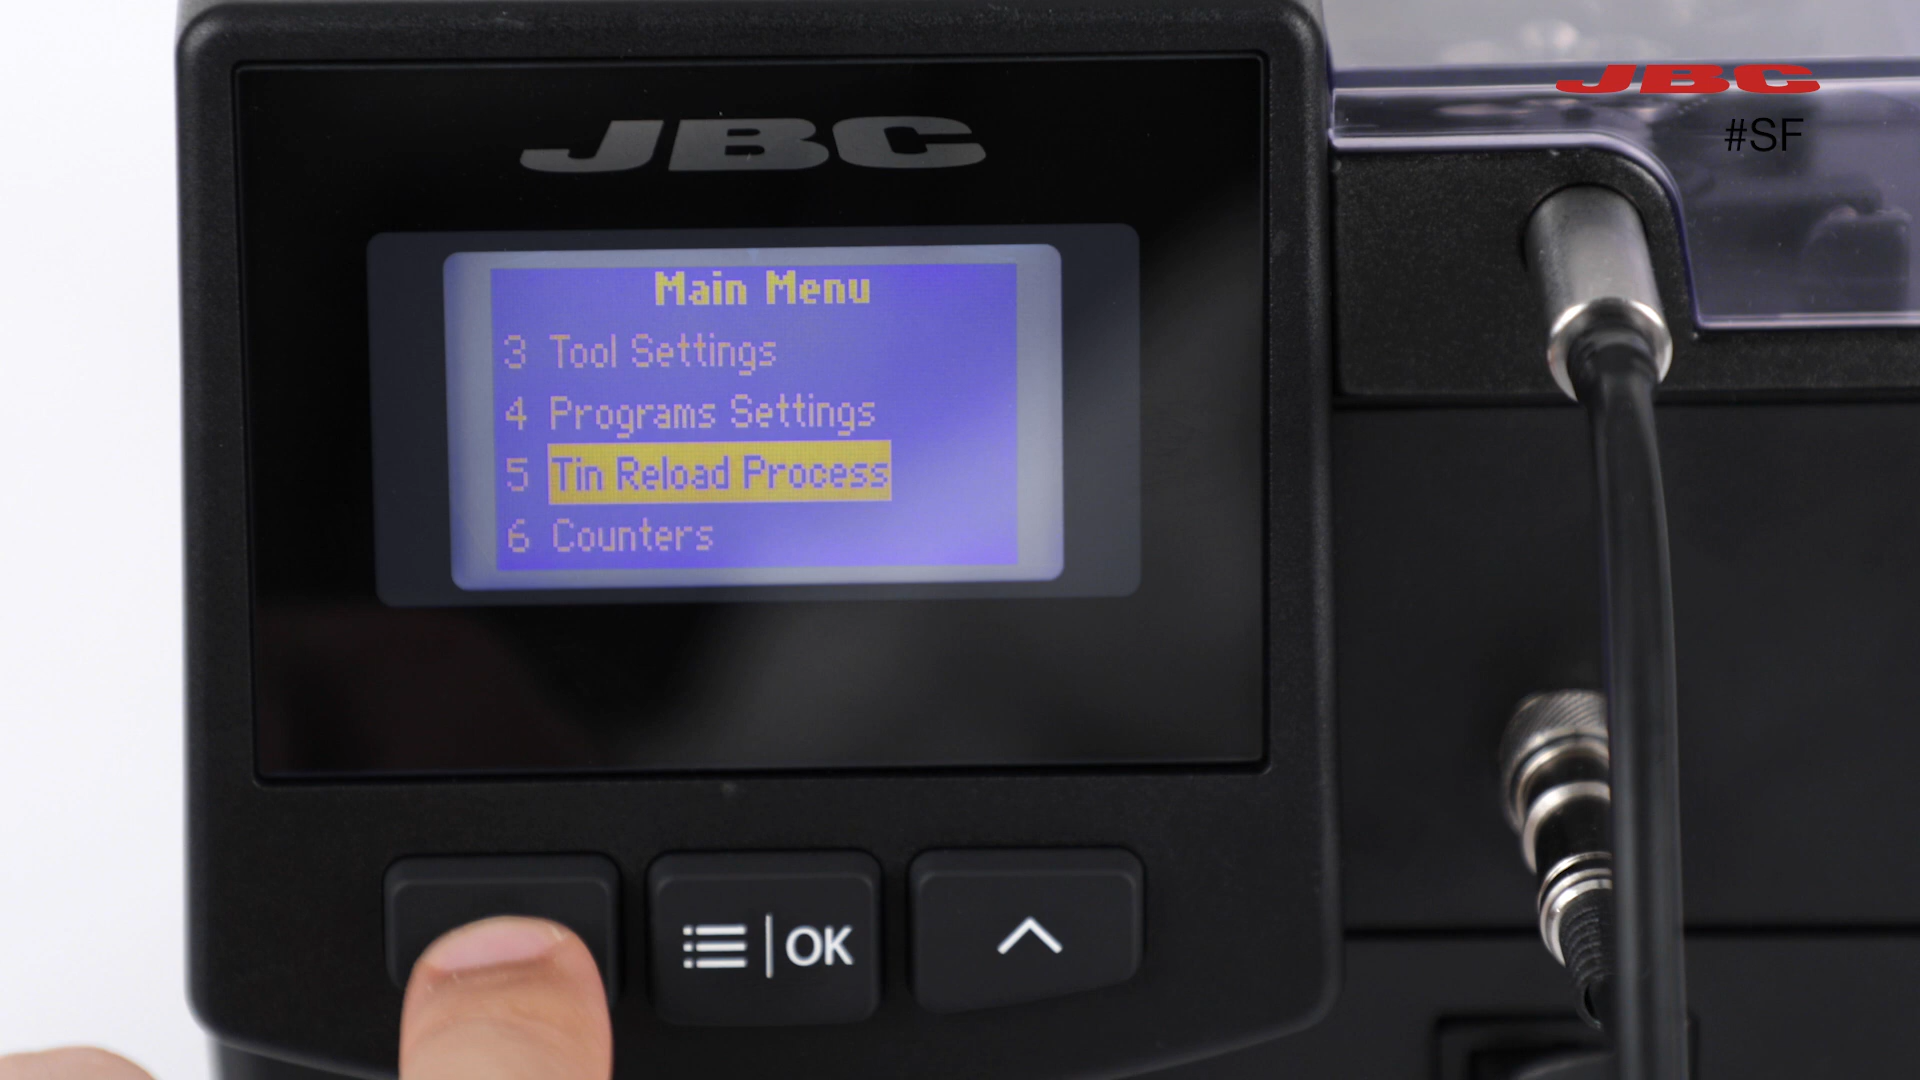 JBC
#SF
JBC
Main Menu
3 Tool Settings
4 Programs Settings
5 Tin Reload Process
6 Counters
OK